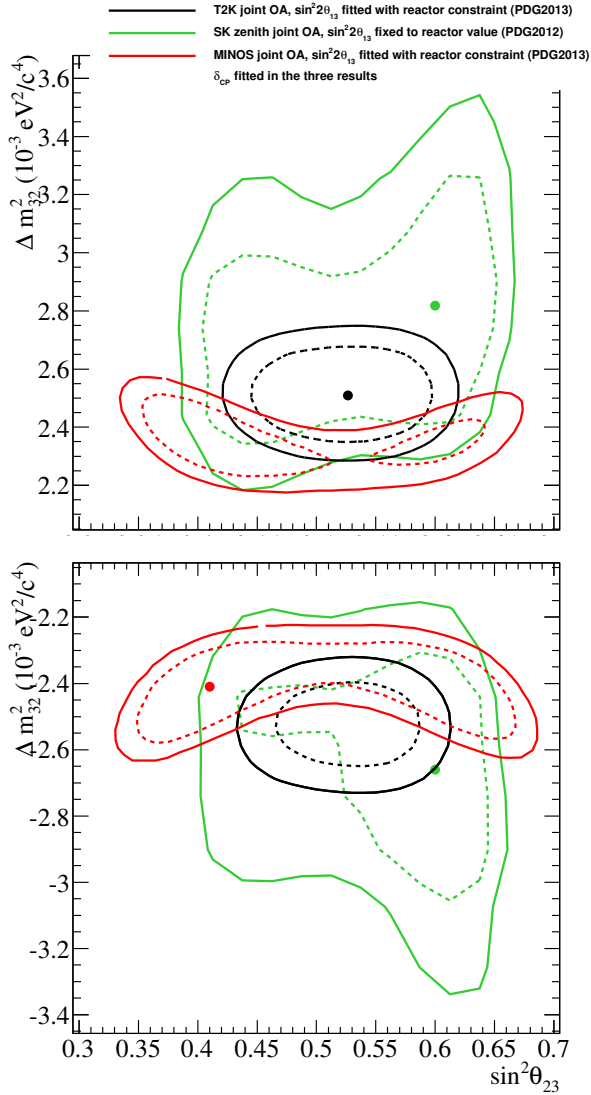 T2K joint OA, sin²2θ₁₃ fitted with reactor constraint (PDG2013)
SK zenith joint OA, sin²2θ₁₃ fixed to reactor value (PDG2012)
MINOS joint OA, sin²2θ₁₃ fitted with reactor constraint (PDG2013)
δ_CP fitted in the three results
Δ m²₃₂ (10⁻³ eV²/c⁴)
3.6
3.4
3.2
3
2.8
2.6
2.4
2.2
Δ m²₃₂ (10⁻³ eV²/c⁴)
-2.2
-2.4
-2.6
-2.8
-3
-3.2
-3.4
0.3 0.35 0.4 0.45 0.5 0.55 0.6 0.65 0.7
sin²θ₂₃